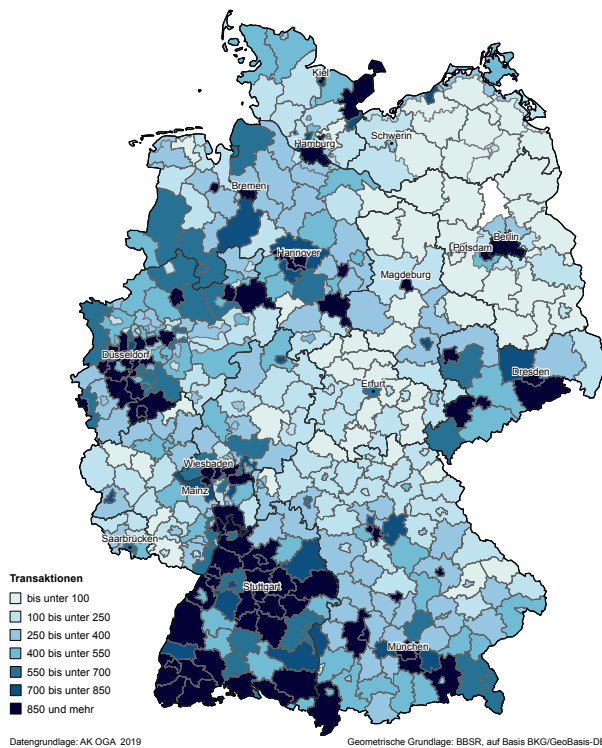 Kiel
Schwerin
Hamburg
Bremen
Berlin
Potsdam
Hannover
Magdeburg
Düsseldorf
Dresden
Erfurt
Wiesbaden
Mainz
Saarbrücken
Stuttgart
München
Transaktionen
bis unter 100
100 bis unter 250
250 bis unter 400
400 bis unter 550
550 bis unter 700
700 bis unter 850
850 und mehr
Datengrundlage: AK OGA 2019
Geometrische Grundlage: BBSR, auf Basis BKG/GeoBasis-DE